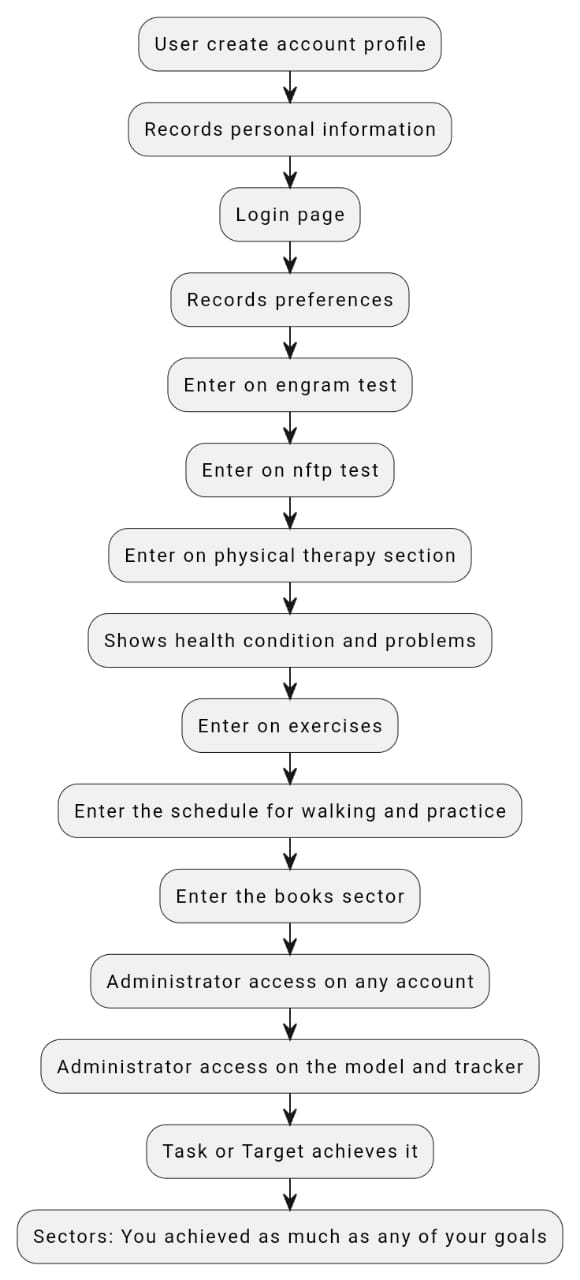 User create account profile
Records personal information
Login page
Records preferences
Enter on engram test
Enter on nftp test
Enter on physical therapy section
Shows health condition and problems
Enter on exercises
Enter the schedule for walking and practice
Enter the books sector
Administrator access on any account
Administrator access on the model and tracker
Task or Target achieves it
Sectors: You achieved as much as any of your goals